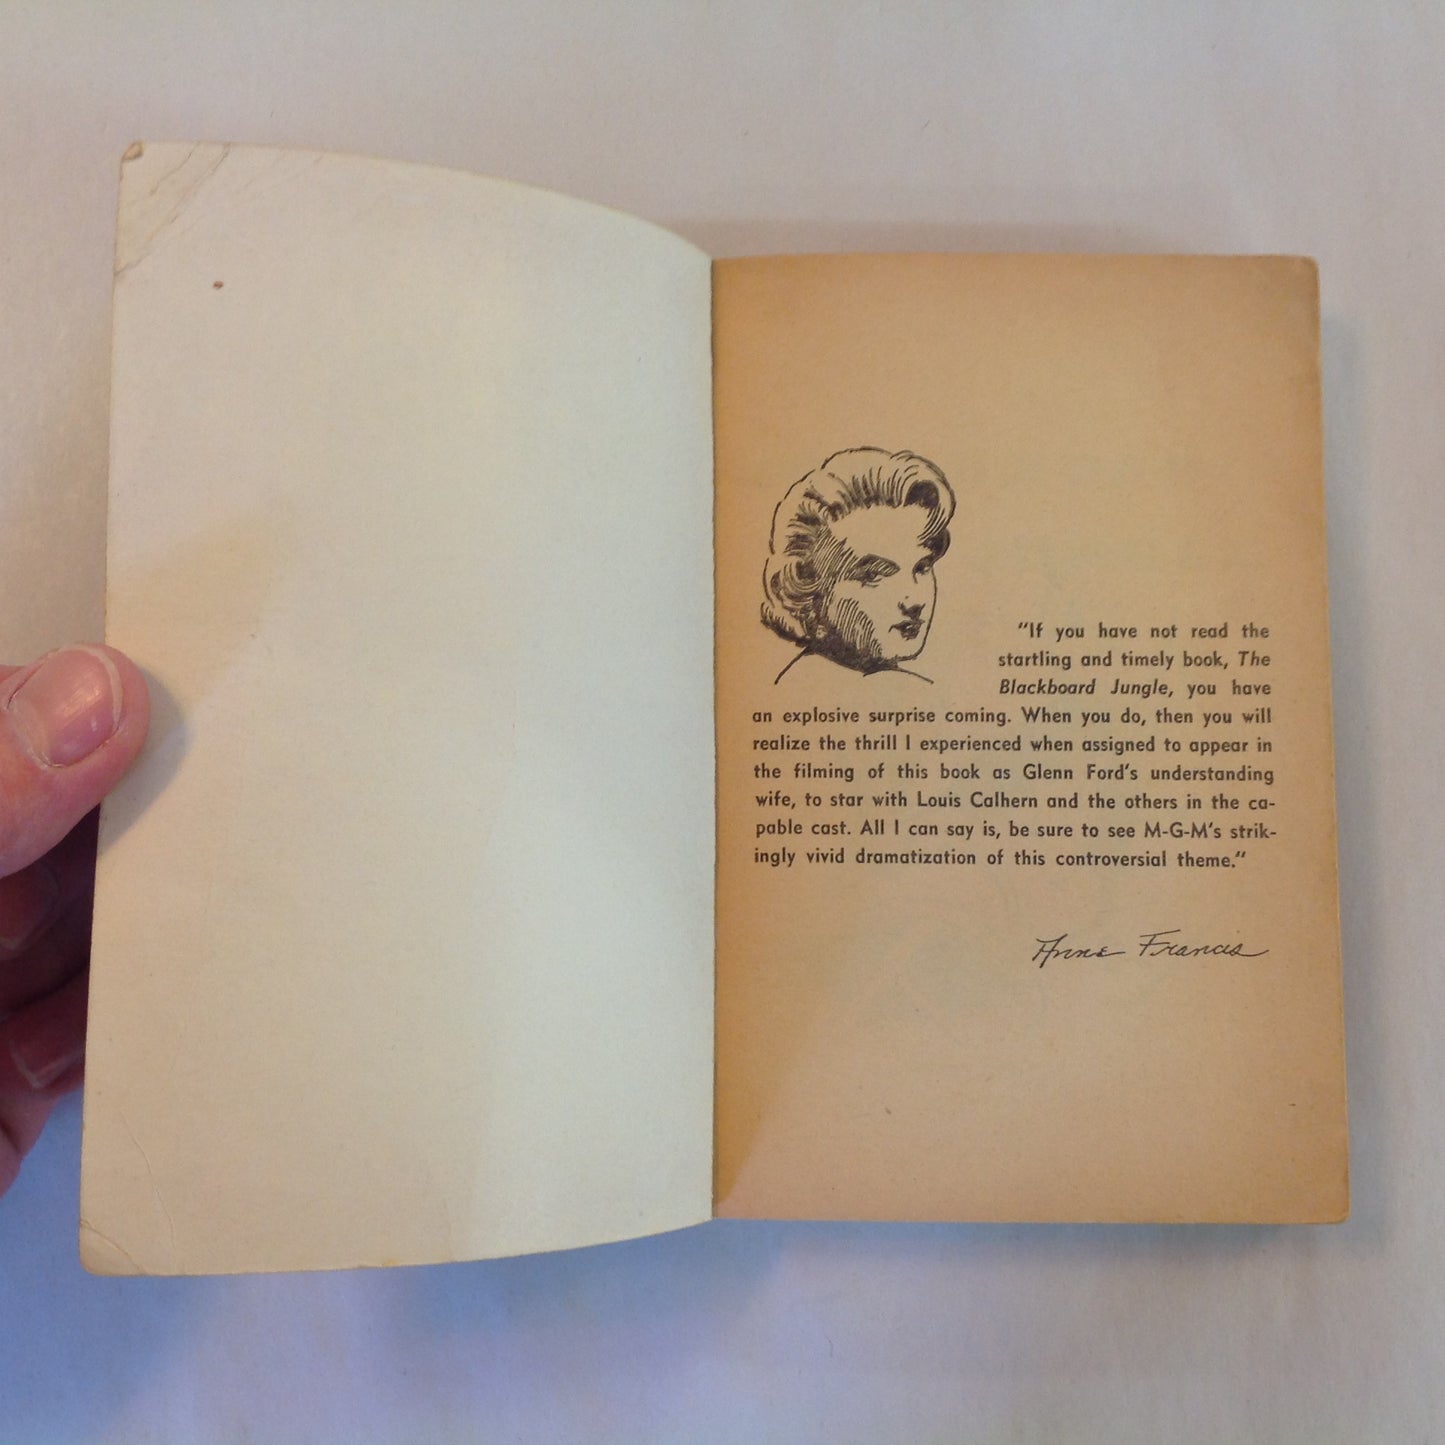 "If you have not read the
startling and timely book, The
Blackboard Jungle, you have
an explosive surprise coming. When you do, then you will
realize the thrill I experienced when assigned to appear in
the filming of this book as Glenn Ford's understanding
wife, to star with Louis Calhern and the others in the ca-
pable cast. All I can say is, be sure to see M-G-M's strik-
ingly vivid dramatization of this controversial theme."
Anne Francis